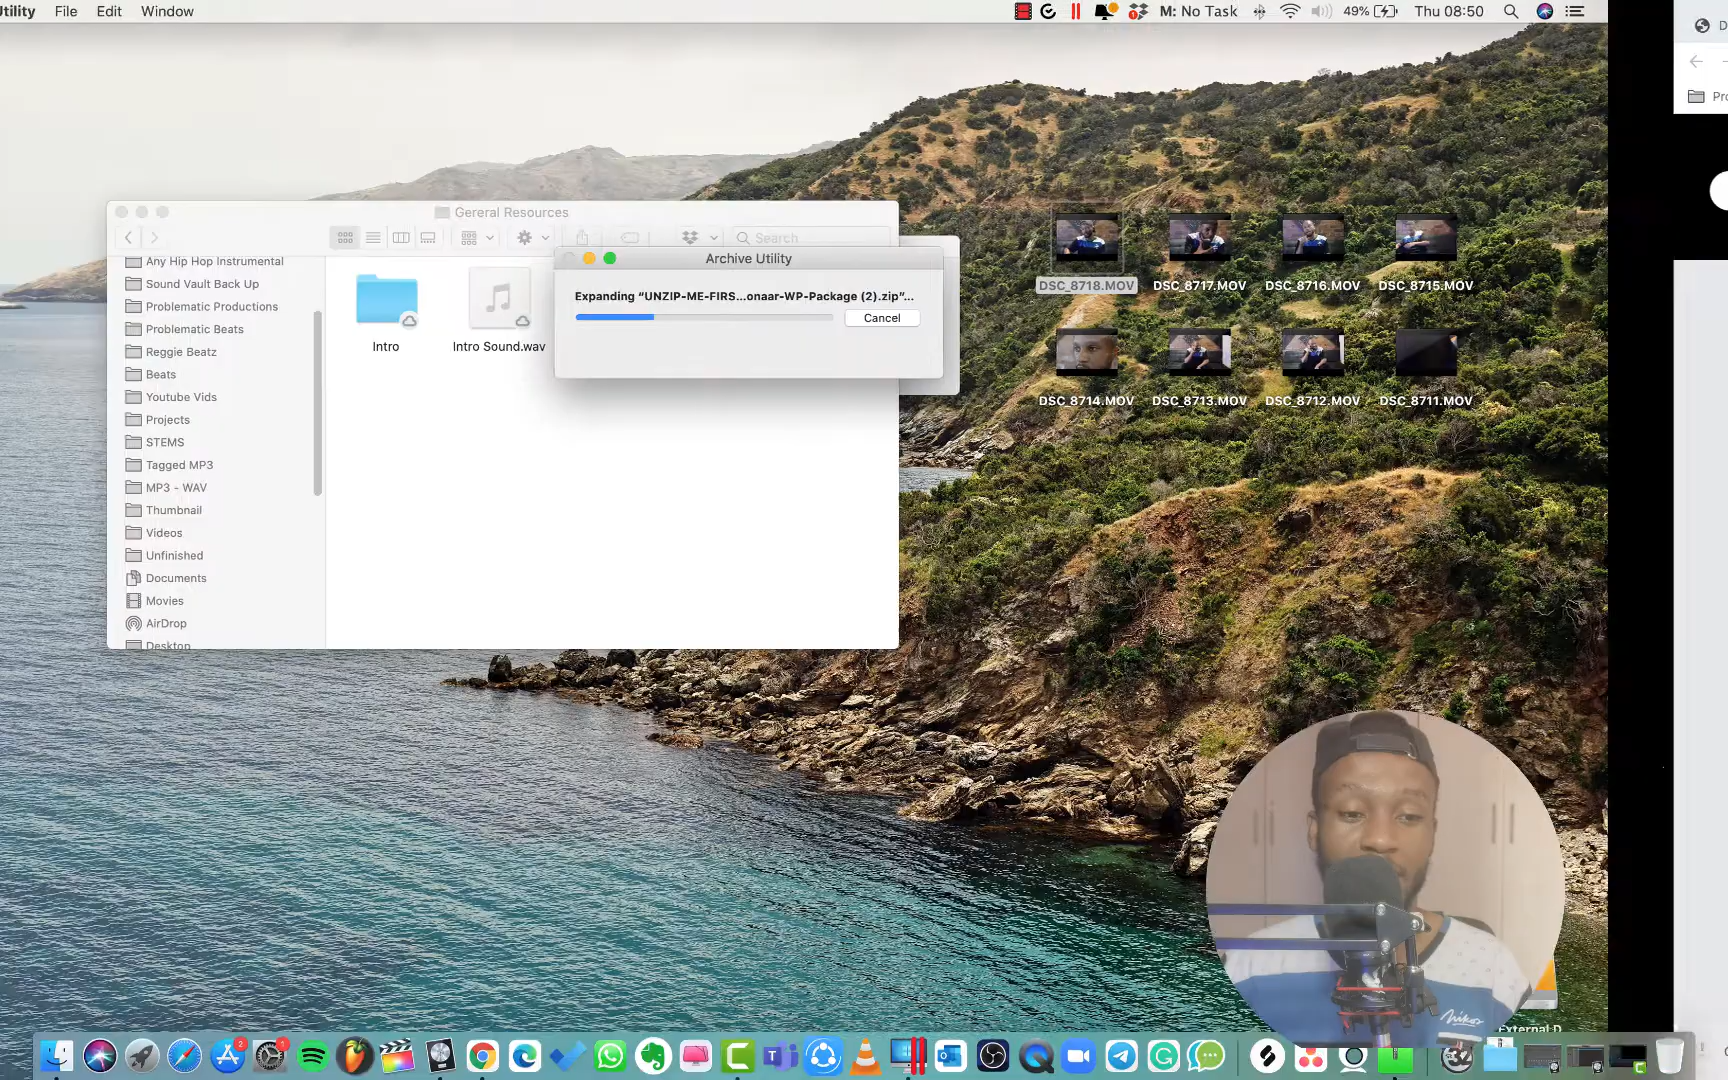 Utility File Edit Window
M: No Task 49% Thu 08:50
Gereral Resources
Search
Any Hip Hop Instrumental
Sound Vault Back Up
Problematic Productions
Problematic Beats
Reggie Beatz
Beats
Youtube Vids
Projects
STEMS
Tagged MP3
MP3 - WAV
Thumbnail
Videos
Unfinished
Documents
Movies
AirDrop
Desktop
Intro
Intro Sound.wav
Archive Utility
Expanding “UNZIP-ME-FIRS...onaar-WP-Package (2).zip”...
Cancel
DSC_8718.MOV DSC_8717.MOV DSC_8716.MOV DSC_8715.MOV
DSC_8714.MOV DSC_8713.MOV DSC_8712.MOV DSC_8711.MOV
External D